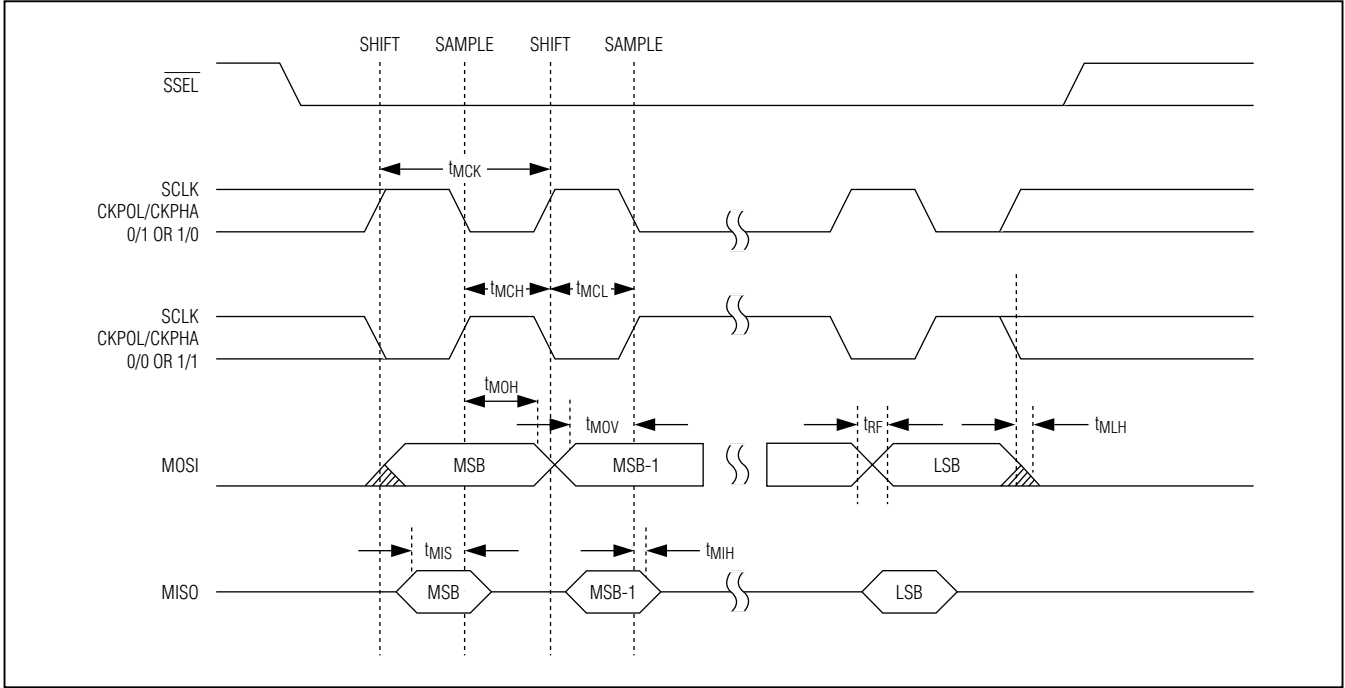 SHIFT SAMPLE SHIFT SAMPLE
SSEL
tMCK
SCLK
CKPOL/CKPHA
0/1 OR 1/0
tMCH tMCL
SCLK
CKPOL/CKPHA
0/0 OR 1/1
tMOH
tMOV tRF tMLH
MOSI MSB MSB-1 LSB
tMIS tMIH
MISO MSB MSB-1 LSB